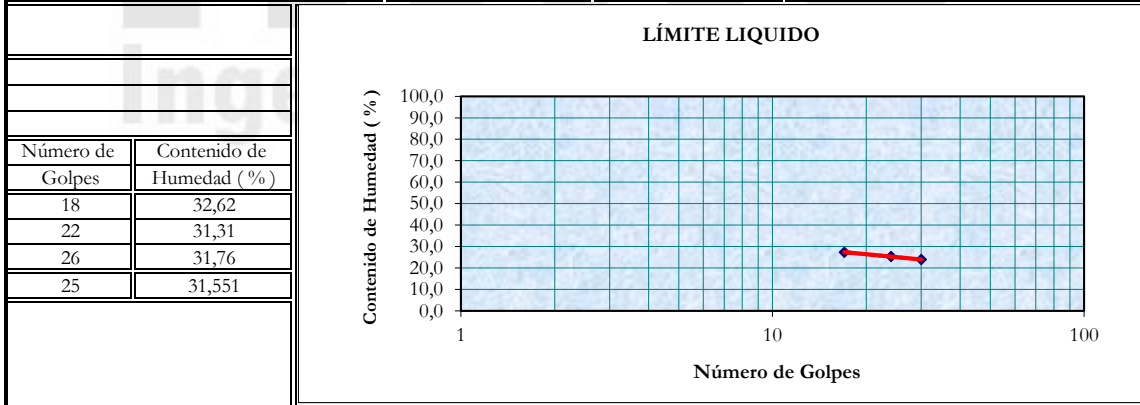 Inge
Número de Contenido de
Golpes Humedad ( % )
18 32,62
22 31,31
26 31,76
25 31,551
LÍMITE LIQUIDO
Contenido de Humedad ( % )
100,0
90,0
80,0
70,0
60,0
50,0
40,0
30,0
20,0
10,0
0,0
1 10 100
Número de Golpes